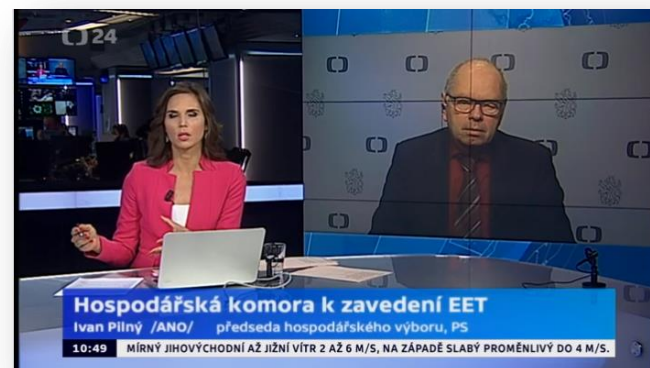 24
Hospodářská komora k zavedení EET
Ivan Pilný /ANO/ předseda hospodářského výboru, PS
10:49 MÍRNÝ JIHOVÝCHODNÍ AŽ JIŽNÍ VÍTR 2 AŽ 6 M/S, NA ZÁPADĚ SLABÝ PROMĚNLIVÝ DO 4 M/S.